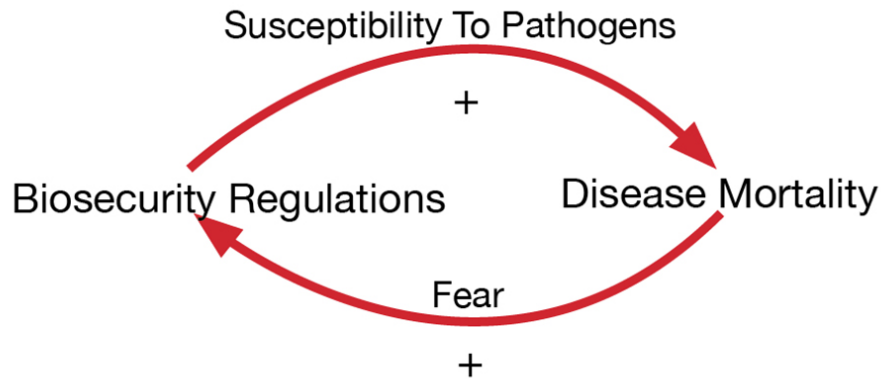 Susceptibility To Pathogens
+
Biosecurity Regulations
Disease Mortality
Fear
+